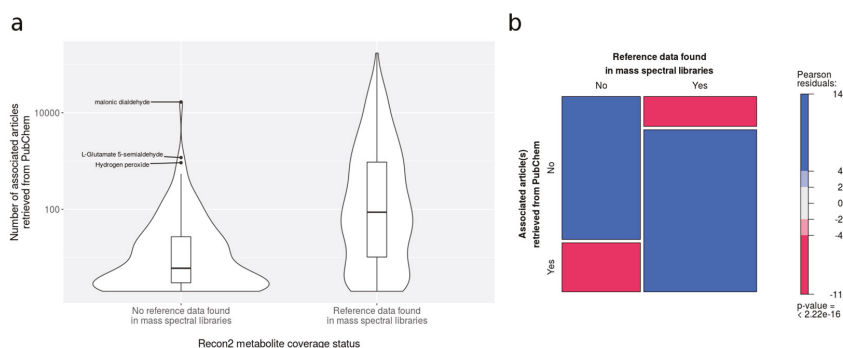 a
Number of associated articles
retrieved from PubChem
10000
100
malonic dialdehyde
L-Glutamate 5-semialdehyde
Hydrogen peroxide
No reference data found
in mass spectral libraries
Reference data found
in mass spectral libraries
Recon2 metabolite coverage status
b
Reference data found
in mass spectral libraries
No
Yes
Associated article(s)
retrieved from PubChem
No
Yes
Pearson
residuals:
14
4
2
0
-2
-4
-11
p-value =
< 2.22e-16